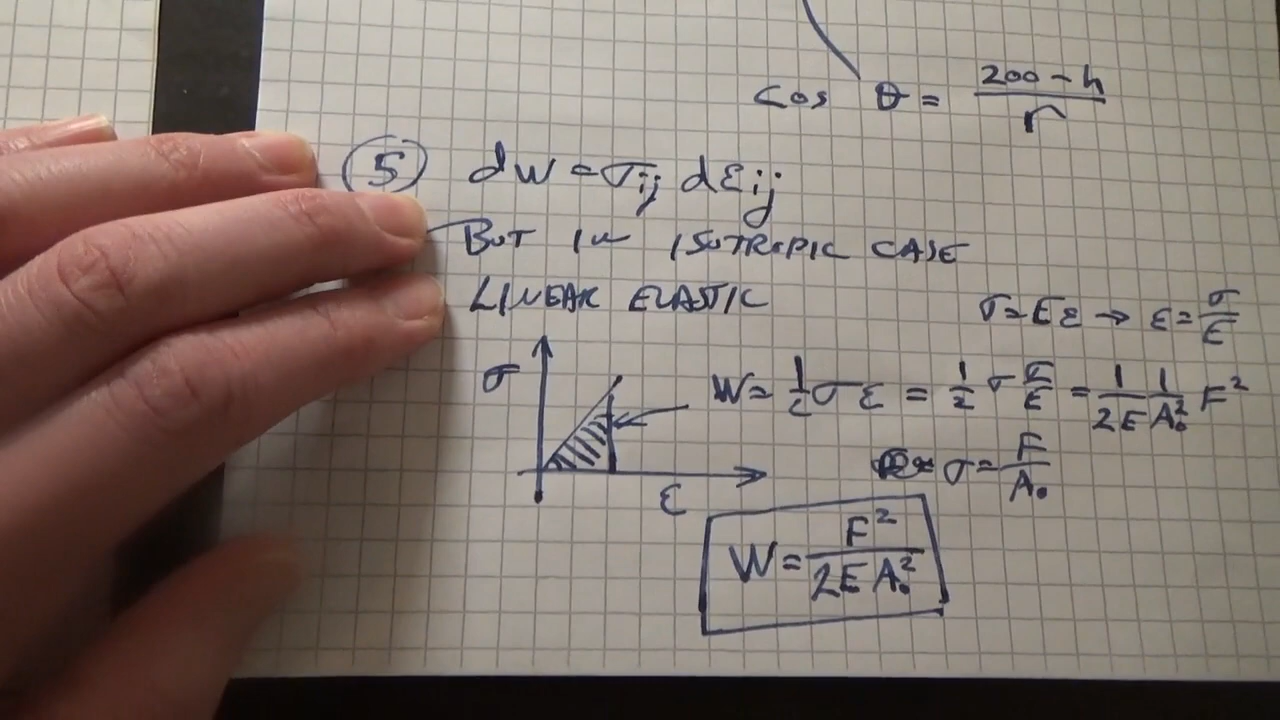 cos θ = (200 - h)/r
⑤ dW = σij dεij
BUT IN ISOTROPIC CASE
LINEAR ELASTIC
σ = Eε → ε = σ/E
σ
W = 1/2 σ ε = 1/2 σ σ/E = 1/2E 1/A₀² F²
σ = F/A₀
ε
W = F²/2EA₀²